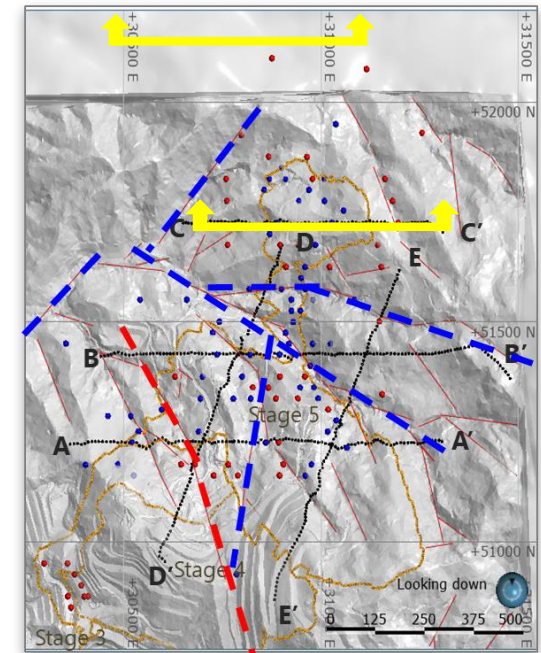 +30500 E
+31000 E
+31500 E
+52000 N
C
C’
D
E
+51500 N
B
B’
Stage 5
A
A’
+51000 N
D’
Stage 4
Looking down
E’
0 125 250 375 500
Stage 3
+30500 E